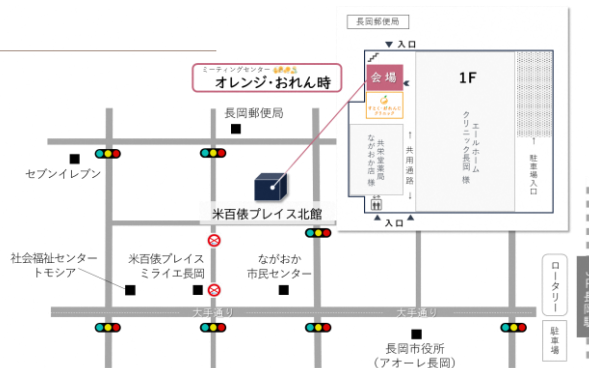 長岡郵便局
入口
ミーティングセンター
オレンジ・おれん時
会場
1F
エールホーム
クリニック長岡 様
共栄堂薬局
ながおか店 様
↑共用通路↓
↑駐車場入口
入口
長岡郵便局
セブンイレブン
米百俵プレイス北館
社会福祉センター
トモシア
米百俵プレイス
ミライエ長岡
ながおか
市民センター
大手通り
大手通り
長岡市役所
(アオーレ長岡)
ロータリー
駐車場